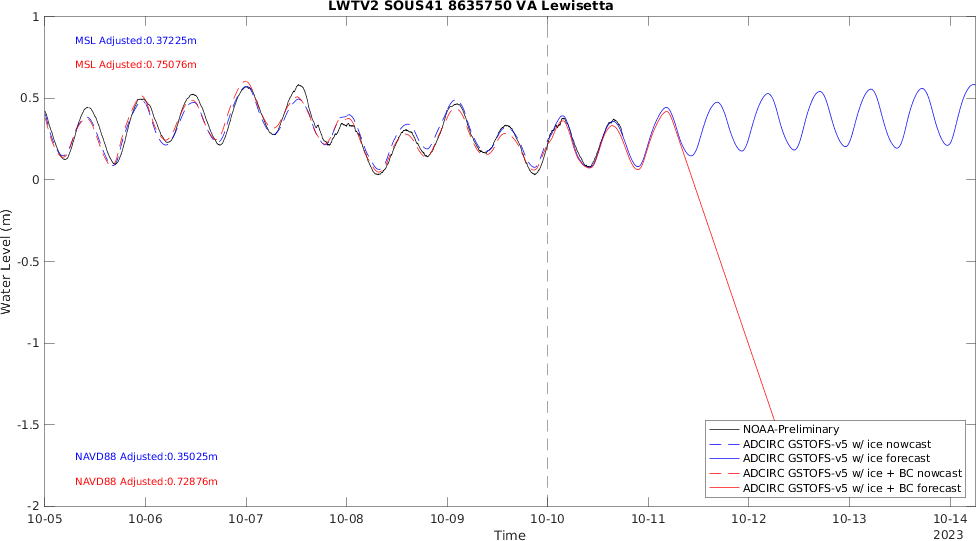 LWTV2 SOUS41 8635750 VA Lewisetta
MSL Adjusted:0.37225m
MSL Adjusted:0.75076m
NAVD88 Adjusted:0.35025m
NAVD88 Adjusted:0.72876m
Water Level (m)
1
0.5
0
-0.5
-1
-1.5
-2
NOAA-Preliminary
ADCIRC GSTOFS-v5 w/ ice nowcast
ADCIRC GSTOFS-v5 w/ ice forecast
ADCIRC GSTOFS-v5 w/ ice + BC nowcast
ADCIRC GSTOFS-v5 w/ ice + BC forecast
10-05 10-06 10-07 10-08 10-09 10-10 10-11 10-12 10-13 10-14
2023
Time